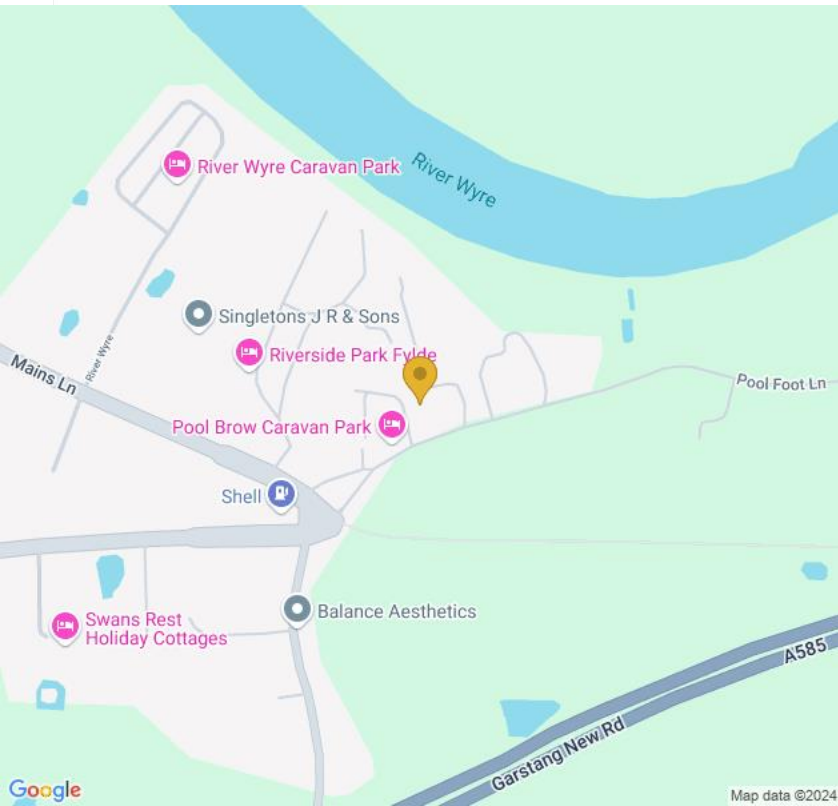 River Wyre Caravan Park
River Wyre
Singletons J R & Sons
River Wyre
Riverside Park Fylde
Mains Ln
Pool Foot Ln
Pool Brow Caravan Park
Shell
Balance Aesthetics
Swans Rest
Holiday Cottages
A585
Garstang New Rd
Google
Map data ©2024